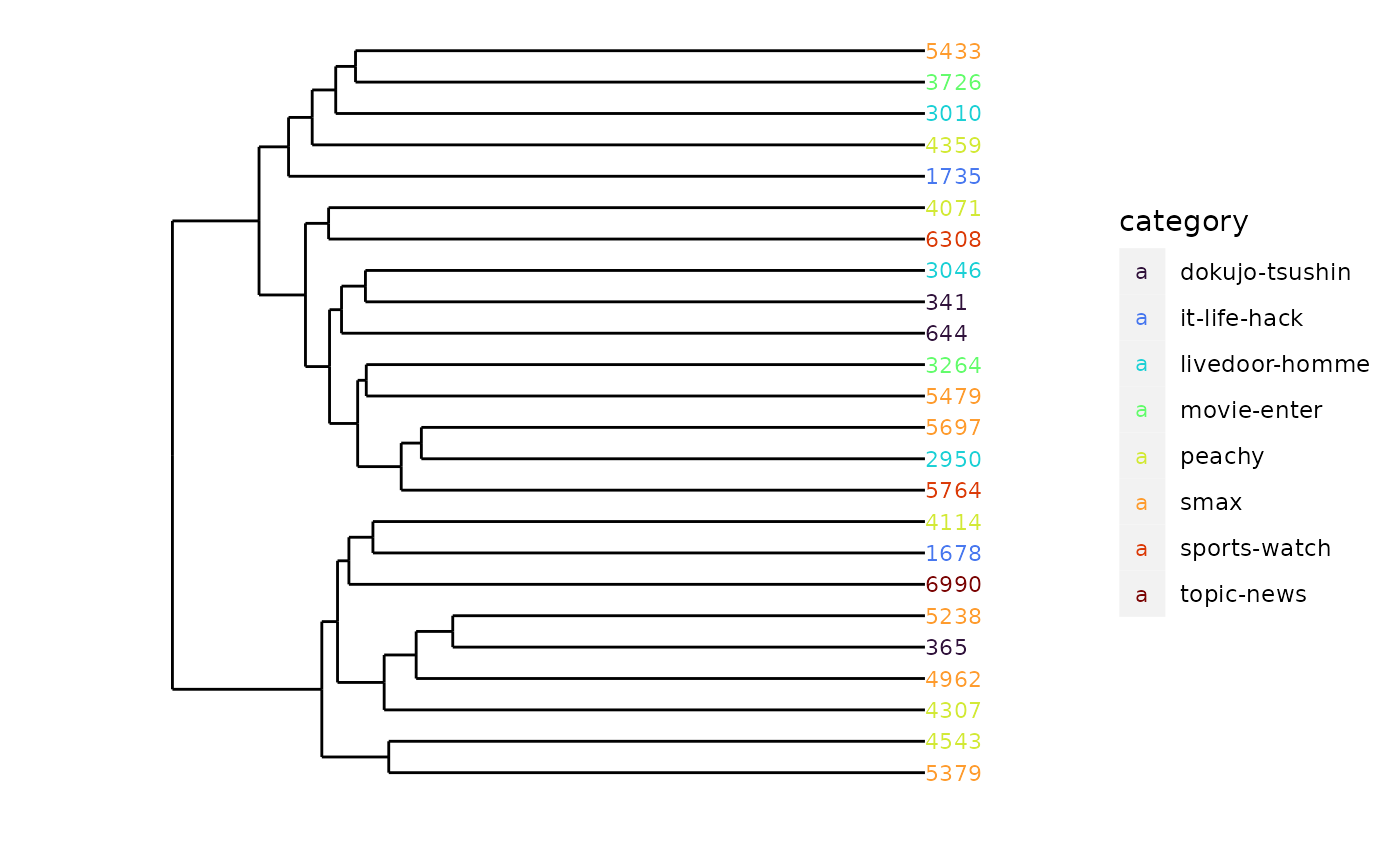 5433
3726
3010
4359
1735
4071
6308
3046
341
644
3264
5479
5697
2950
5764
4114
1678
6990
5238
365
4962
4307
4543
5379
category
a dokujo-tsushin
a it-life-hack
a livedoor-homme
a movie-enter
a peachy
a smax
a sports-watch
a topic-news